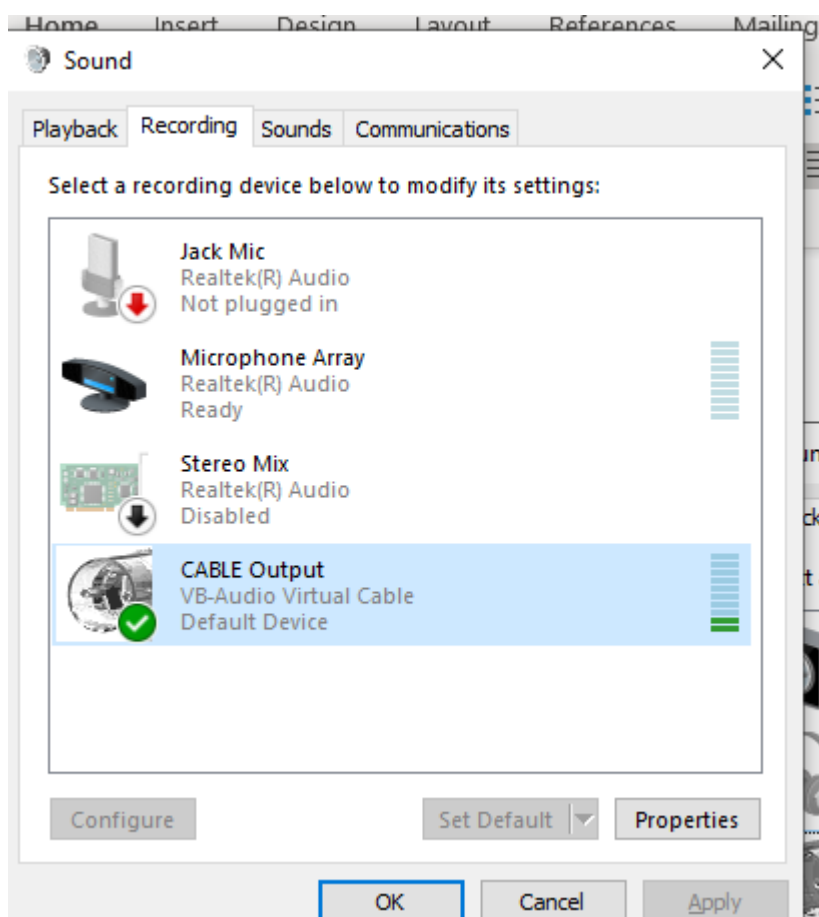 Home Insert Design Layout References Mailing
Sound
Playback Recording Sounds Communications
Select a recording device below to modify its settings:
Jack Mic
Realtek(R) Audio
Not plugged in
Microphone Array
Realtek(R) Audio
Ready
Stereo Mix
Realtek(R) Audio
Disabled
CABLE Output
VB-Audio Virtual Cable
Default Device
Configure Set Default Properties
OK Cancel Apply